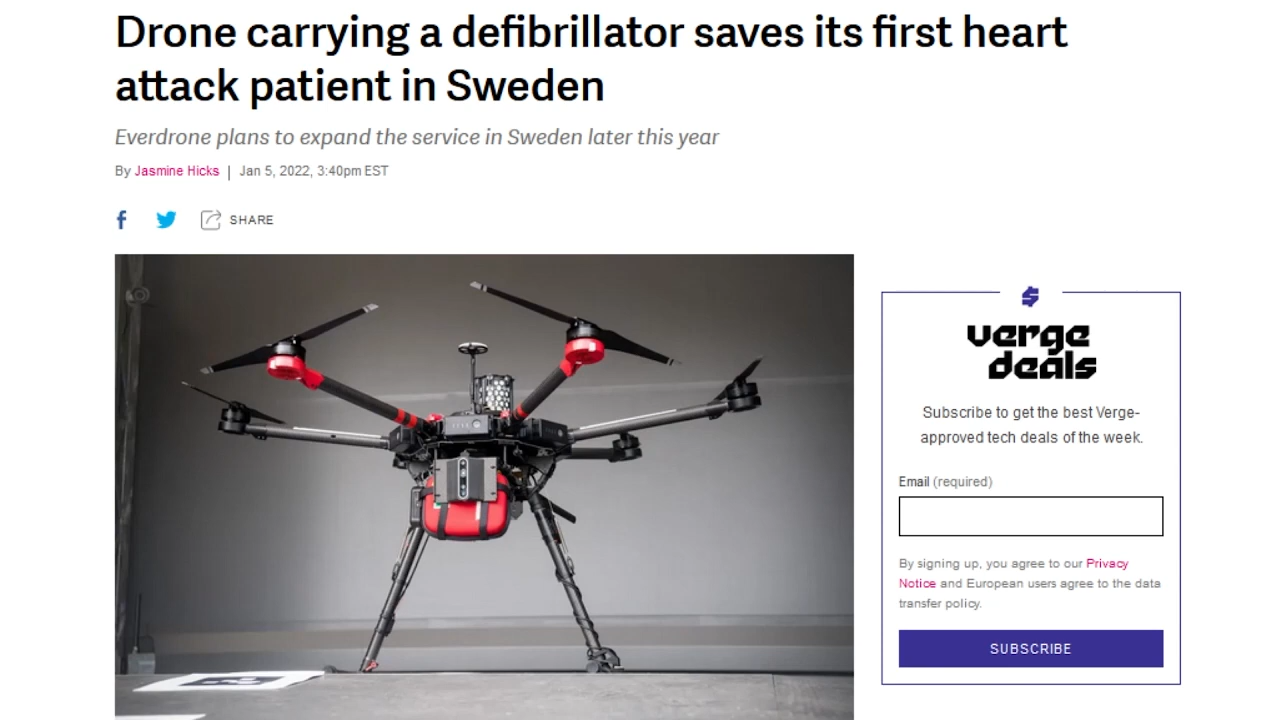 Drone carrying a defibrillator saves its first heart
attack patient in Sweden
Everdrone plans to expand the service in Sweden later this year
By Jasmine Hicks | Jan 5, 2022, 3:40pm EST
SHARE
verge
deals
Subscribe to get the best Verge-
approved tech deals of the week.
Email (required)
By signing up, you agree to our Privacy
Notice and European users agree to the data
transfer policy.
SUBSCRIBE